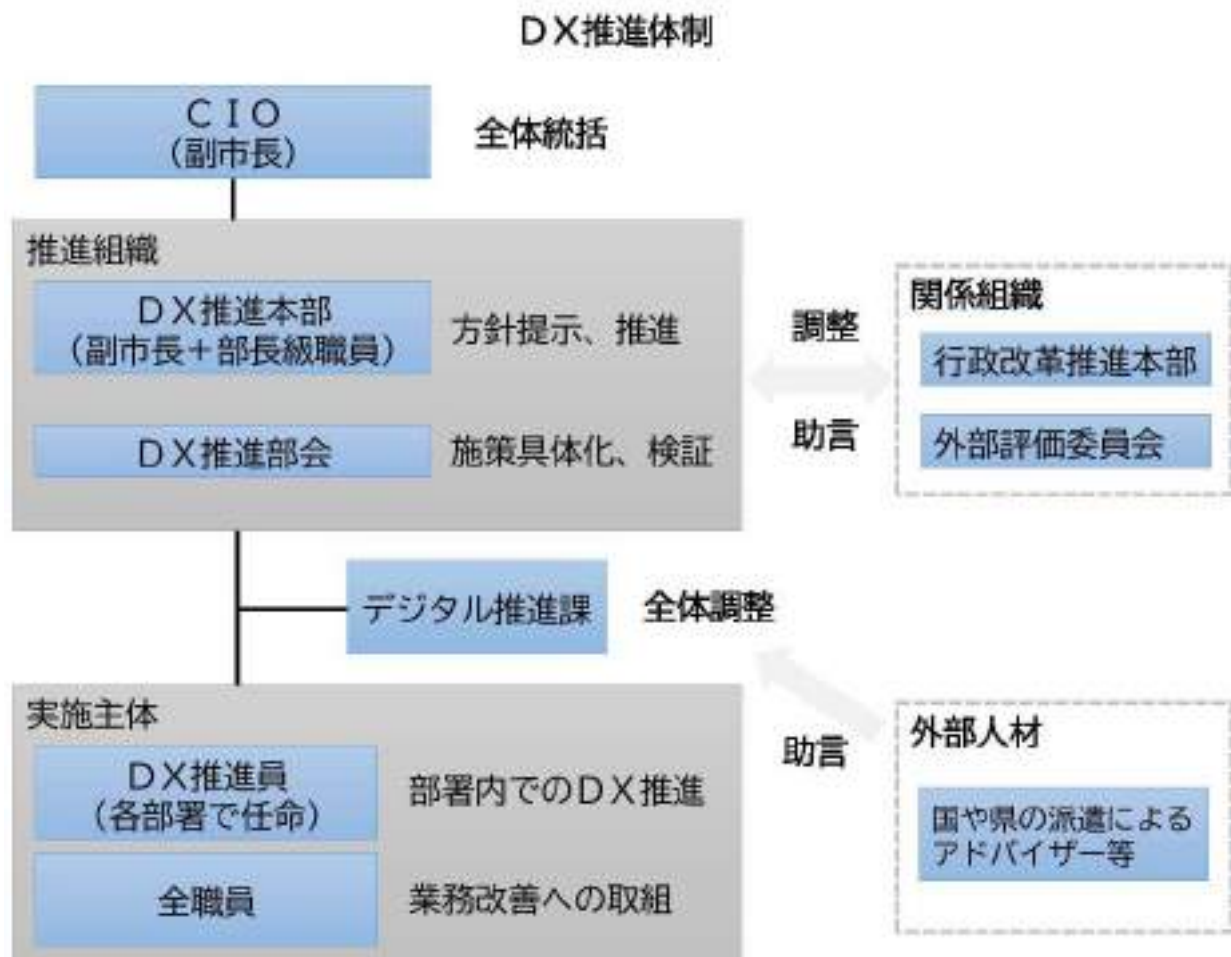 ＤＸ推進体制
ＣＩＯ
（副市長）
全体統括
推進組織
ＤＸ推進本部
（副市長＋部長級職員）
方針提示、推進
ＤＸ推進部会
施策具体化、検証
調整
助言
関係組織
行政改革推進本部
外部評価委員会
デジタル推進課
全体調整
実施主体
ＤＸ推進員
（各部署で任命）
部署内でのＤＸ推進
全職員
業務改善への取組
助言
外部人材
国や県の派遣による
アドバイザー等